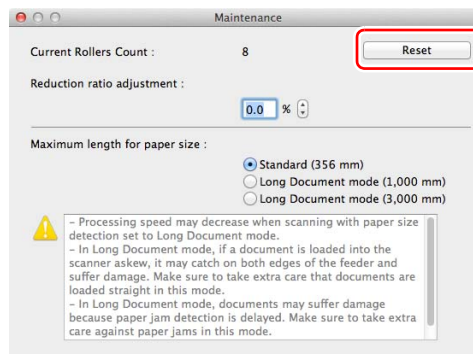 Maintenance
Current Rollers Count : 8 Reset
Reduction ratio adjustment :
0.0 %
Maximum length for paper size :
Standard (356 mm)
Long Document mode (1,000 mm)
Long Document mode (3,000 mm)
– Processing speed may decrease when scanning with paper size
detection set to Long Document mode.
– In Long Document mode, if a document is loaded into the
scanner askew, it may catch on both edges of the feeder and
suffer damage. Make sure to take extra care that documents are
loaded straight in this mode.
– In Long Document mode, documents may suffer damage
because paper jam detection is delayed. Make sure to take extra
care against paper jams in this mode.